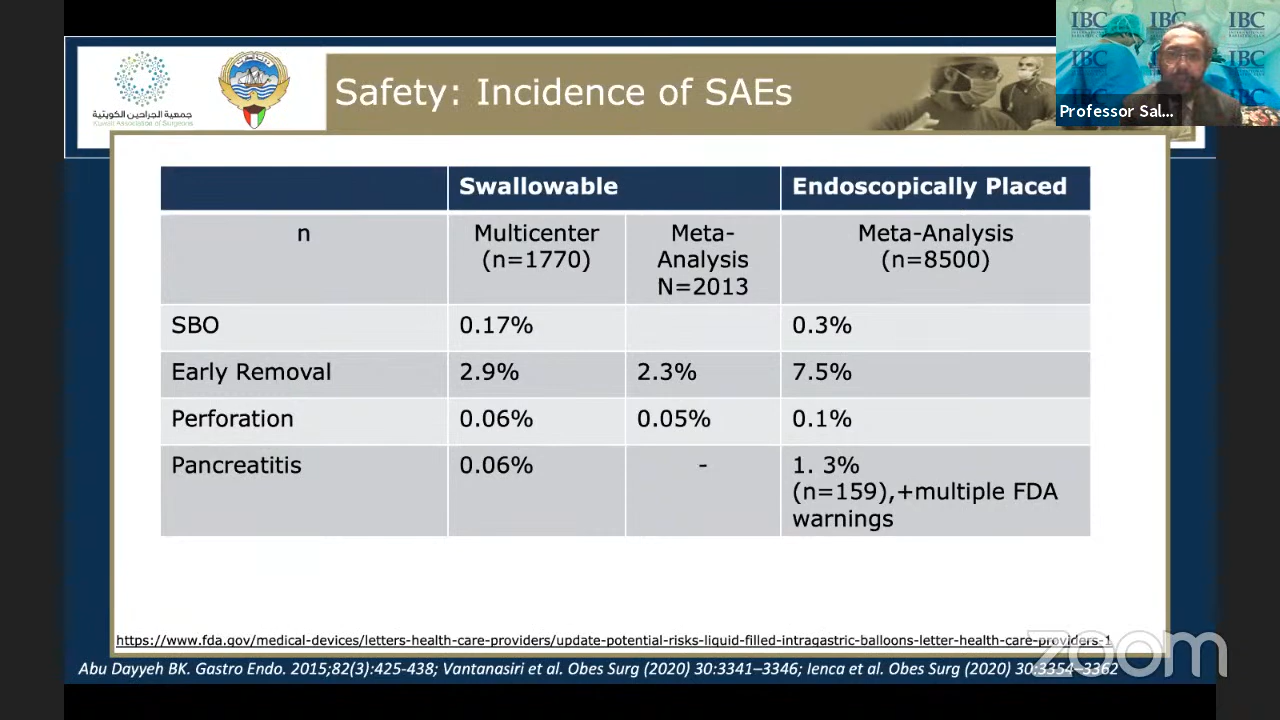 IBC IBC IBC
IBC IBC
IBC
Professor Sal...
جمعية الجراحين الكويتية
Kuwait Association of Surgeons
Safety: Incidence of SAEs
Swallowable Endoscopically Placed
n Multicenter (n=1770) Meta-Analysis N=2013 Meta-Analysis (n=8500)
SBO 0.17% 0.3%
Early Removal 2.9% 2.3% 7.5%
Perforation 0.06% 0.05% 0.1%
Pancreatitis 0.06% - 1. 3%
(n=159),+multiple FDA
warnings
https://www.fda.gov/medical-devices/letters-health-care-providers/update-potential-risks-liquid-filled-intragastric-balloons-letter-health-care-providers-1
Abu Dayyeh BK. Gastro Endo. 2015;82(3):425-438; Vantanasiri et al. Obes Surg (2020) 30:3341–3346; Ienca et al. Obes Surg (2020) 30:3354–3362
zoom